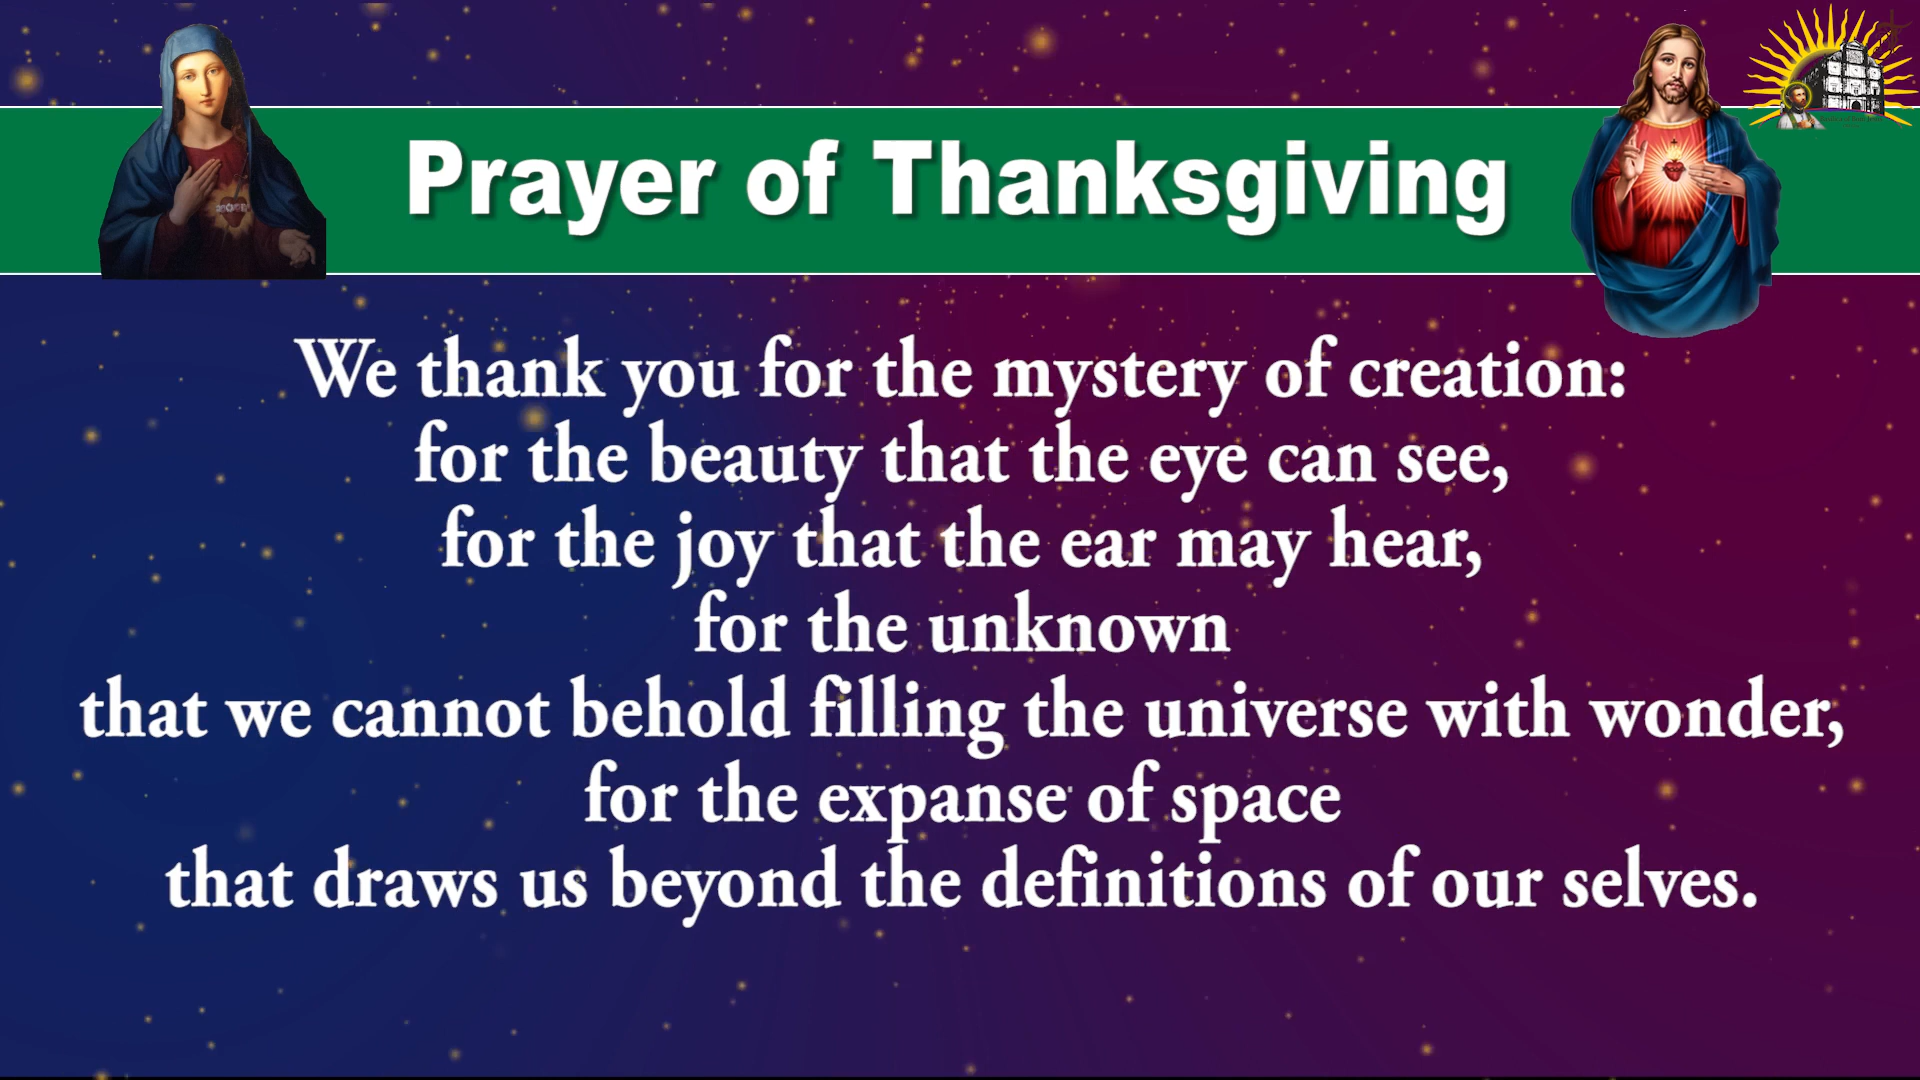 Prayer of Thanksgiving
We thank you for the mystery of creation:
for the beauty that the eye can see,
for the joy that the ear may hear,
for the unknown
that we cannot behold filling the universe with wonder,
for the expanse of space
that draws us beyond the definitions of our selves.